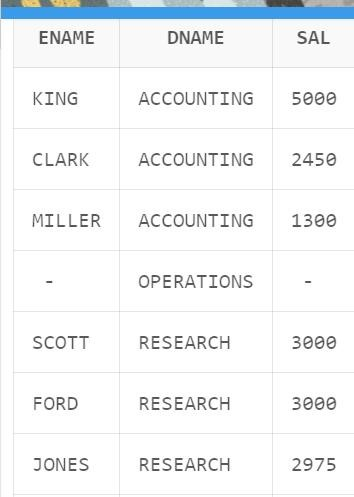 ENAME DNAME SAL
KING ACCOUNTING 5000
CLARK ACCOUNTING 2450
MILLER ACCOUNTING 1300
- OPERATIONS -
SCOTT RESEARCH 3000
FORD RESEARCH 3000
JONES RESEARCH 2975